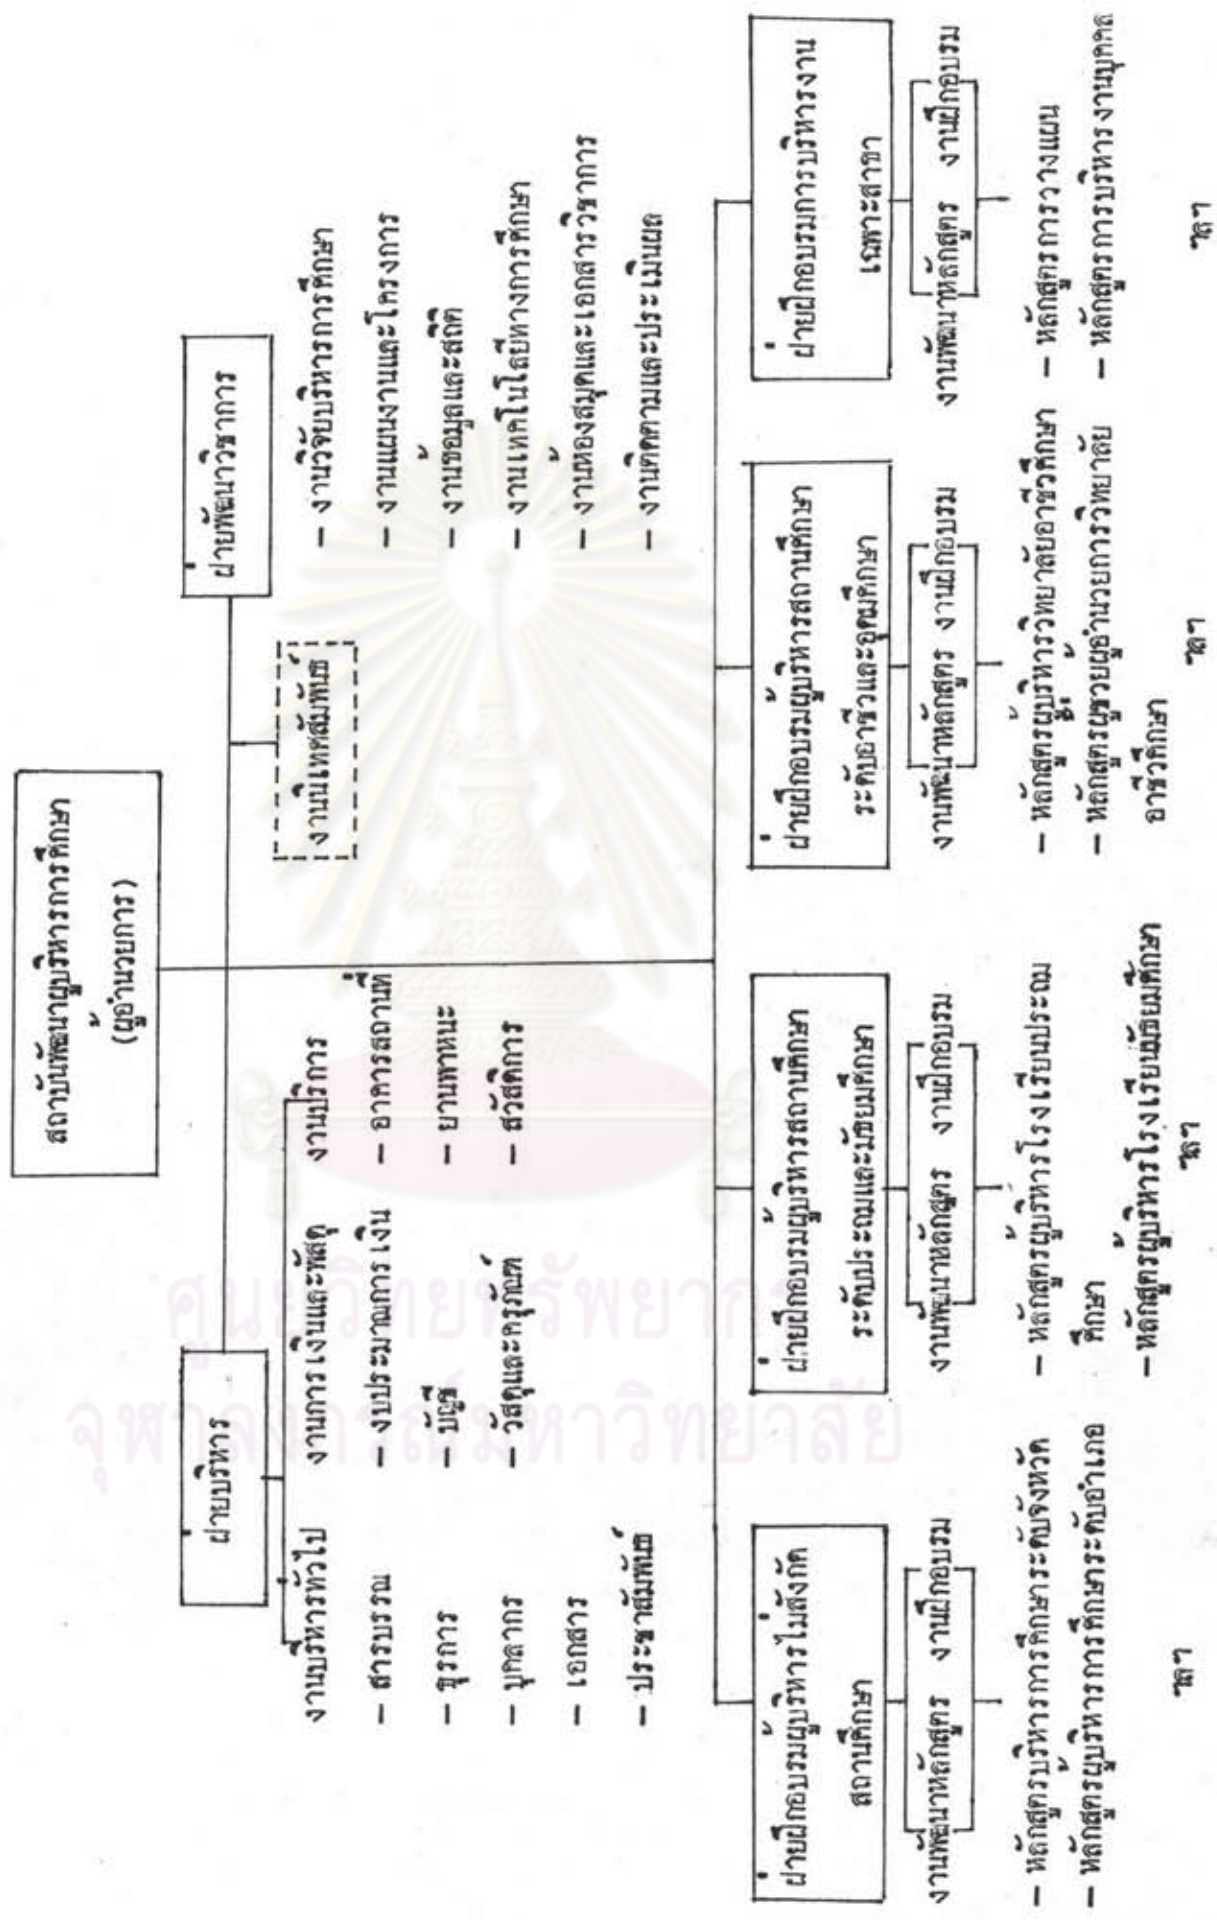 สถาบันพัฒนาผู้บริหารการศึกษา
(ผู้อำนวยการ)
ฝ่ายบริหาร
ฝ่ายพัฒนาวิชาการ
งานนิเทศสัมพันธ์
งานบริหารทั่วไป
– สารบรรณ
– ธุรการ
– บุคลากร
– เอกสาร
– ประชาสัมพันธ์
งานการเงินและพัสดุ
– งบประมาณการเงิน
– บัญชี
– วัสดุและครุภัณฑ์
งานบริการ
– อาคารสถานที่
– ยานพาหนะ
– สวัสดิการ
– งานวิจัยบริหารการศึกษา
– งานแผนงานและโครงการ
– งานข้อมูลและสถิติ
– งานเทคโนโลยีทางการศึกษา
– งานห้องสมุดและเอกสารวิชาการ
– งานติดตามและประเมินผล
ฝ่ายฝึกอบรมผู้บริหารไม่สังกัด
สถานศึกษา
งานพัฒนาหลักสูตร งานฝึกอบรม
– หลักสูตรบริหารการศึกษาระดับจังหวัด
– หลักสูตรผู้บริหารการศึกษาระดับอำเภอ
ฯลฯ
ฝ่ายฝึกอบรมผู้บริหารสถานศึกษา
ระดับประถมและมัธยมศึกษา
งานพัฒนาหลักสูตร งานฝึกอบรม
– หลักสูตรผู้บริหารโรงเรียนประถม
ศึกษา
– หลักสูตรผู้บริหารโรงเรียนมัธยมศึกษา
ฯลฯ
ฝ่ายฝึกอบรมผู้บริหารสถานศึกษา
ระดับอาชีวและอุดมศึกษา
งานพัฒนาหลักสูตร งานฝึกอบรม
– หลักสูตรผู้บริหารวิทยาลัยอาชีวศึกษา
– หลักสูตรผู้ช่วยผู้อำนวยการวิทยาลัย
อาชีวศึกษา
ฯลฯ
ฝ่ายฝึกอบรมการบริหารงาน
เฉพาะสาขา
งานพัฒนาหลักสูตร งานฝึกอบรม
– หลักสูตรการวางแผน
– หลักสูตรการบริหารงานบุคคล
ฯลฯ
ศูนย์วิทยทรัพยากร
จุฬาลงกรณ์มหาวิทยาลัย